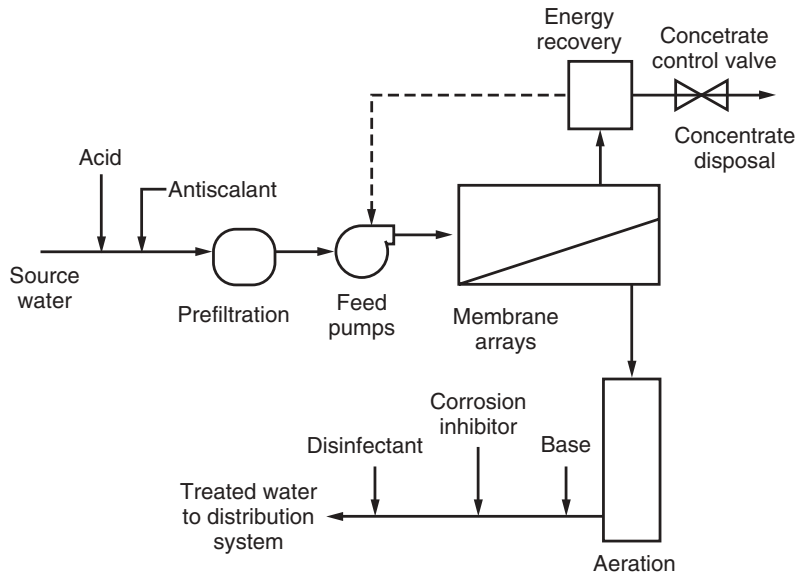 Energy
recovery
Concetrate
control valve
Concentrate
disposal
Acid
Antiscalant
Source
water
Prefiltration
Feed
pumps
Membrane
arrays
Corrosion
inhibitor
Disinfectant
Base
Treated water
to distribution
system
Aeration